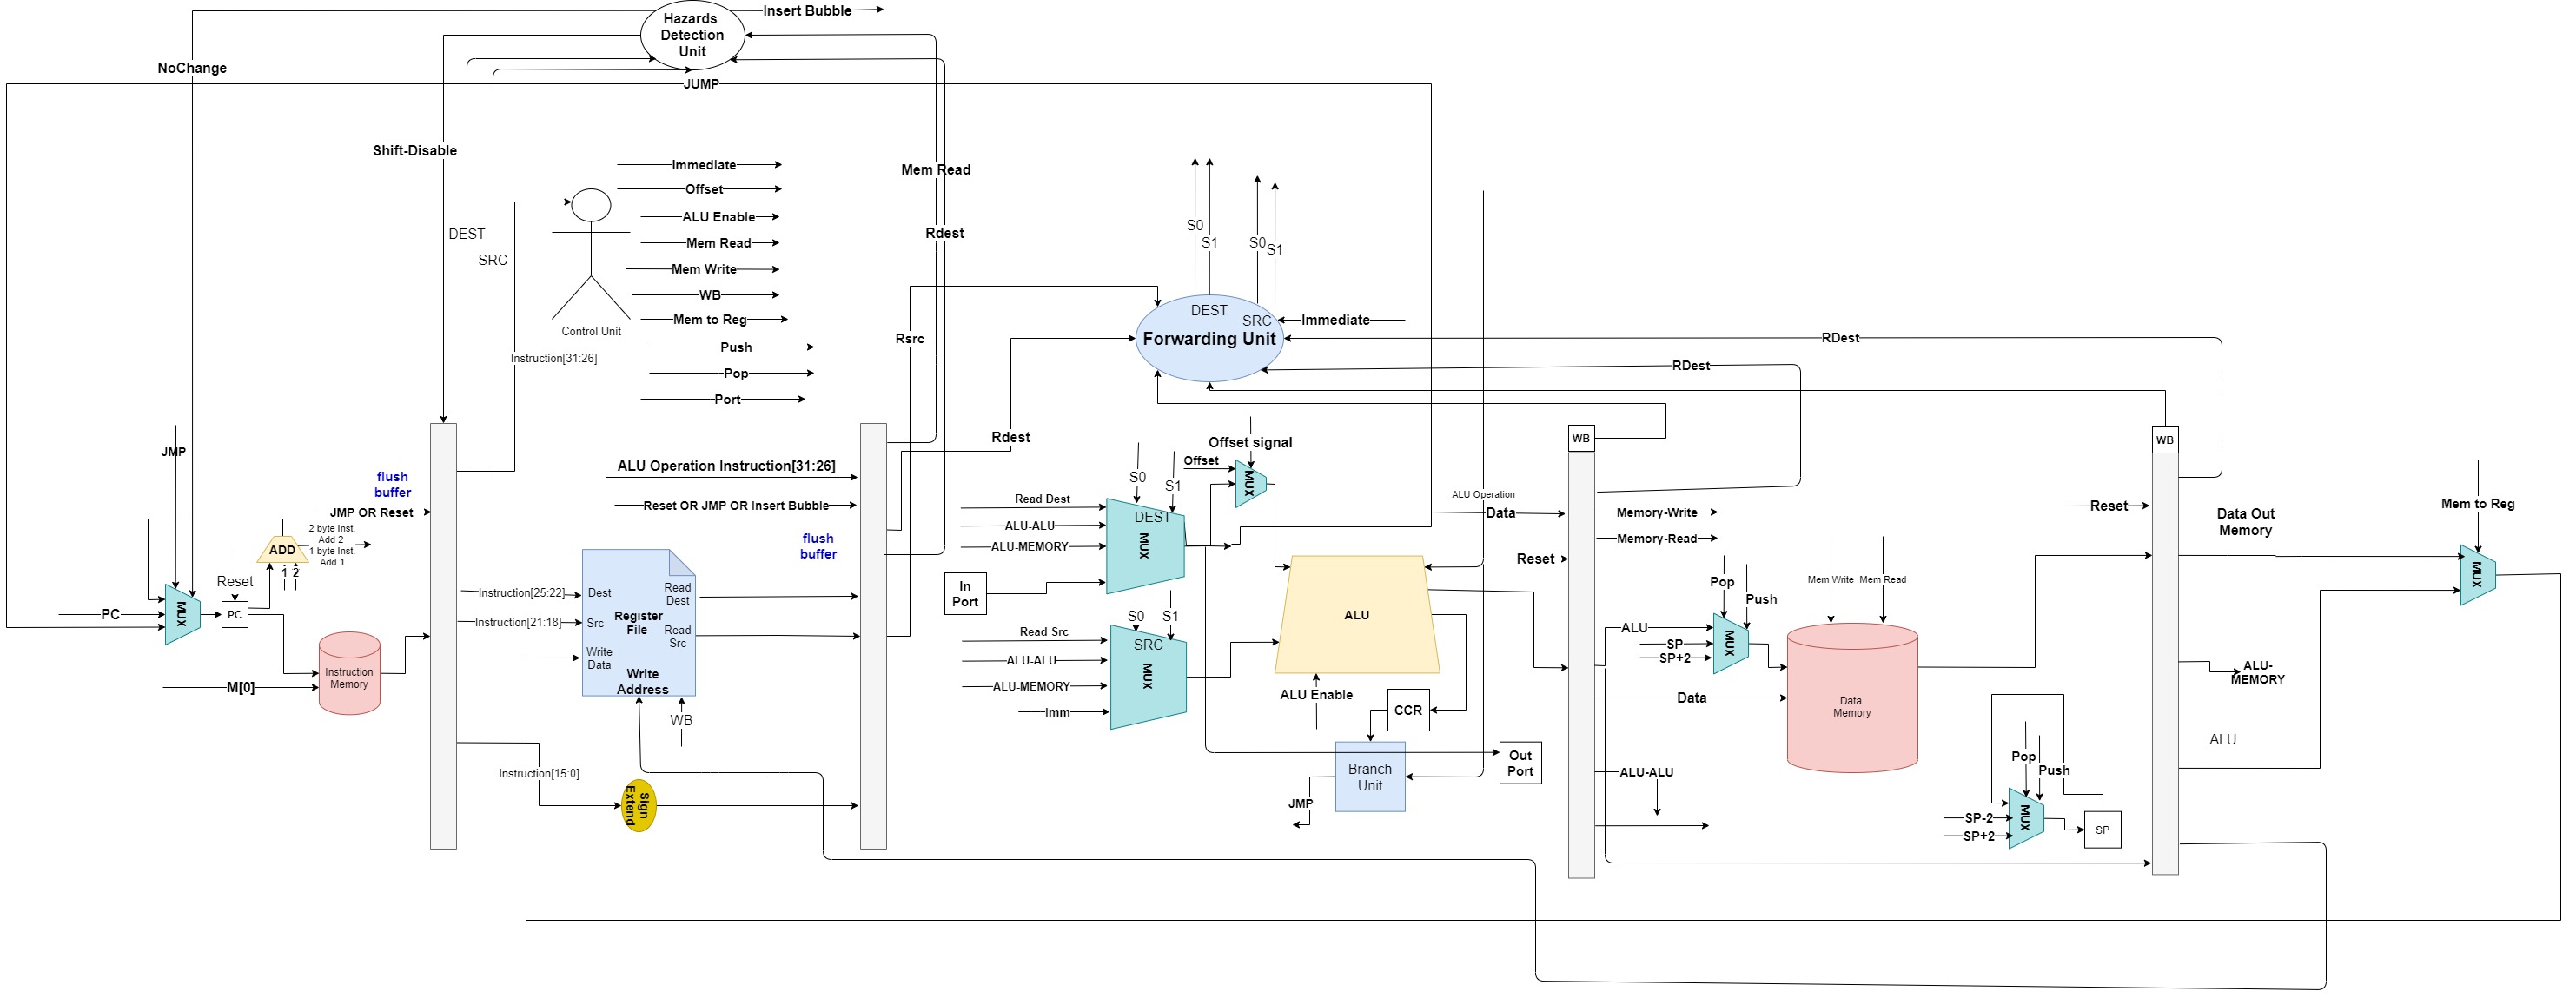 Hazards
Detection
Unit
Insert Bubble
NoChange
JUMP
Shift-Disable
DEST
SRC
Immediate
Offset
ALU Enable
Mem Read
Mem Write
WB
Mem to Reg
Push
Pop
Port
Control Unit
Instruction[31:26]
Mem Read
Rdest
Rsrc
Rdest
S0
S1
S0
S1
DEST
SRC
Forwarding Unit
Immediate
RDest
RDest
JMP
flush
buffer
JMP OR Reset
2 byte Inst.
Add 2
1 byte Inst.
Add 1
ADD
1 2
Reset
PC
MUX
PC
M[0]
Instruction
Memory
ALU Operation Instruction[31:26]
Reset OR JMP OR Insert Bubble
flush
buffer
Instruction[25:22]
Instruction[21:18]
Dest
Src
Register
File
Read
Dest
Read
Src
Write
Data
Write
Address
WB
Instruction[15:0]
Sign
Extend
Offset signal
Offset
MUX
S0
S1
Read Dest
ALU-ALU
ALU-MEMORY
DEST
MUX
In
Port
S0
S1
Read Src
ALU-ALU
ALU-MEMORY
Imm
SRC
MUX
ALU
ALU Enable
CCR
Branch
Unit
JMP
Out
Port
ALU Operation
Data
Reset
WB
Memory-Write
Memory-Read
Pop
Push
ALU
SP
SP+2
MUX
Data
ALU-ALU
Mem Write
Mem Read
Data
Memory
Pop
Push
SP-2
SP+2
MUX
SP
WB
Reset
Data Out
Memory
ALU-
MEMORY
ALU
Mem to Reg
MUX